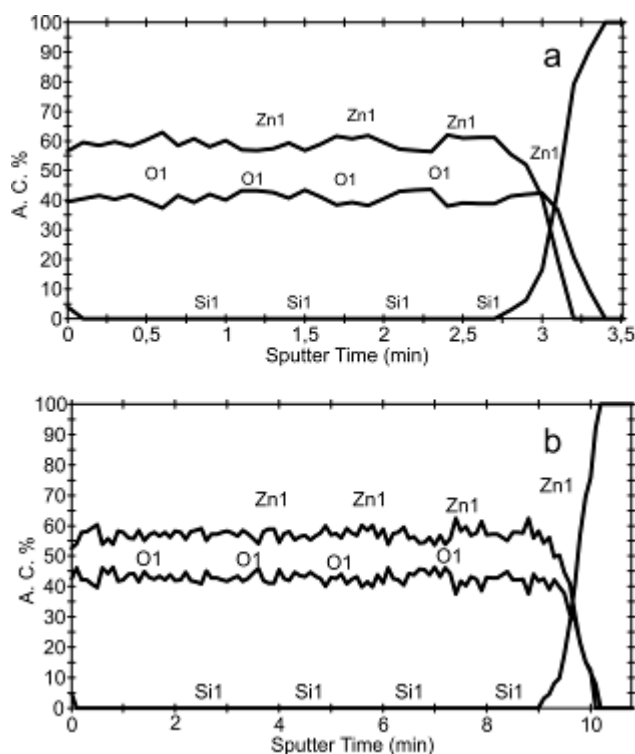 100
a
90
80
70
Zn1 Zn1 Zn1
60
Zn1
50
O1 O1 O1 O1
40
30
20
10
Si1 Si1 Si1 Si1
0
A. C. %
0 0,5 1 1,5 2 2,5 3 3,5
Sputter Time (min)
100
b
90
80
Zn1
70
Zn1 Zn1 Zn1
60
50
O1 O1 O1 O1
40
30
20
10
Si1 Si1 Si1 Si1
0
A. C. %
0 2 4 6 8 10
Sputter Time (min)